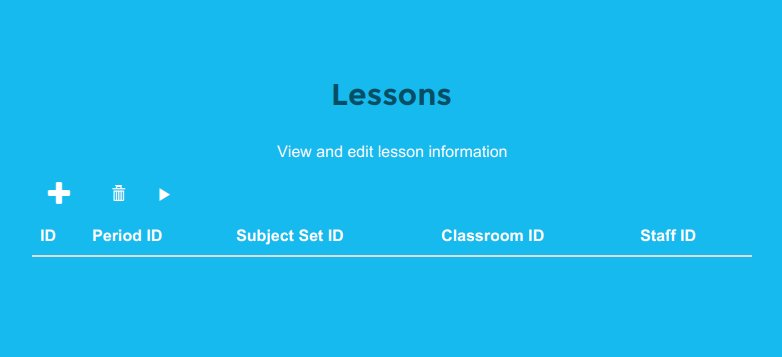 Lessons
View and edit lesson information
ID Period ID Subject Set ID Classroom ID Staff ID